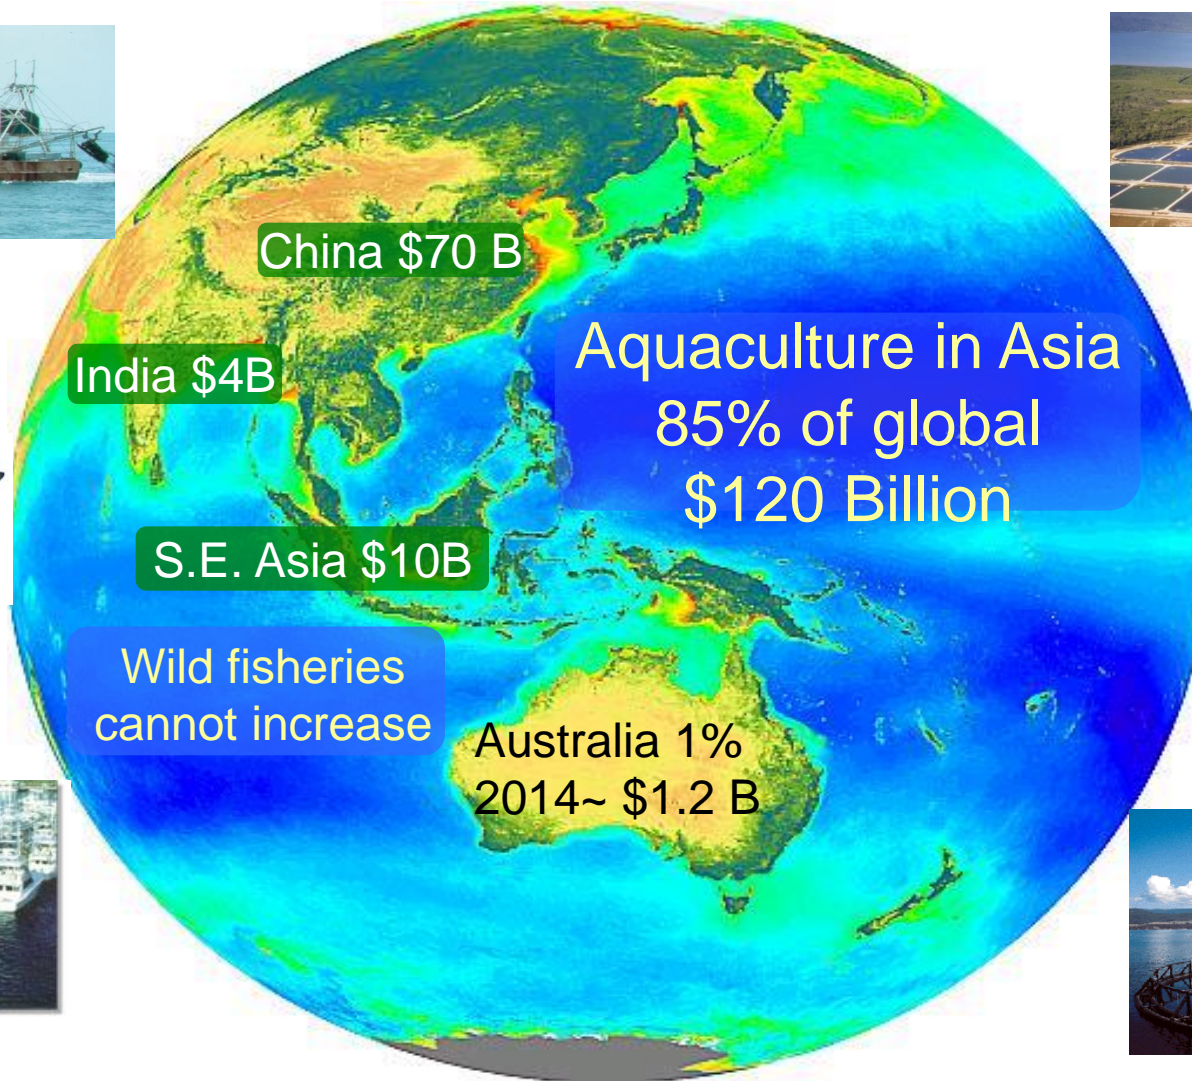 China $70 B
Aquaculture in Asia
85% of global
$120 Billion
India $4B
S.E. Asia $10B
Wild fisheries
cannot increase
Australia 1%
2014~ $1.2 B